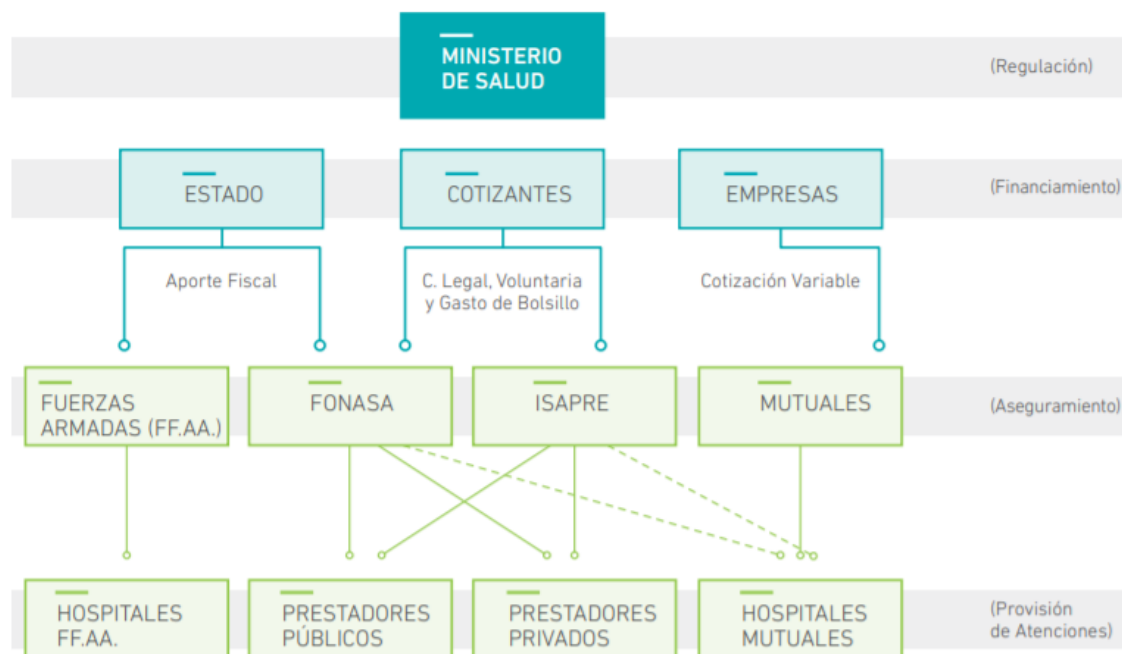 MINISTERIO
DE SALUD
(Regulación)
ESTADO
COTIZANTES
EMPRESAS
(Financiamiento)
Aporte Fiscal
C. Legal, Voluntaria
y Gasto de Bolsillo
Cotización Variable
FUERZAS
ARMADAS (FF.AA.)
FONASA
ISAPRE
MUTUALES
(Aseguramiento)
HOSPITALES
FF.AA.
PRESTADORES
PÚBLICOS
PRESTADORES
PRIVADOS
HOSPITALES
MUTUALES
(Provisión
de Atenciones)